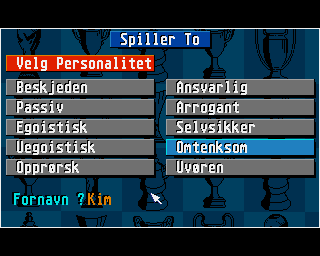 Spiller To
Velg Personalitet
Beskjeden
Ansvarlig
Passiv
Arrogant
Egoistisk
Selvsikker
Uegoistisk
Omtenksom
Opprørsk
Uvøren
Fornavn ?Kim